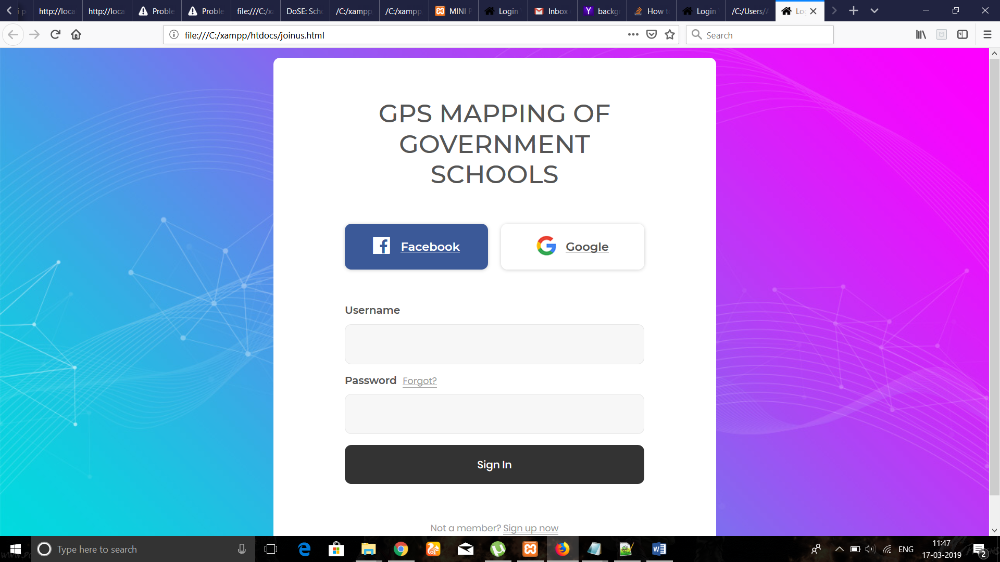 http://loca
http://loca
Proble
Proble
file:///C:/x
DoSE: Sch
/C:/xampp
/C:/xampp
MINI P
Login
Inbox
backg
How t
Login
/C:/Users/
Lo
file:///C:/xampp/htdocs/joinus.html
Search
GPS MAPPING OF
GOVERNMENT
SCHOOLS
Facebook
Google
Username
Password Forgot?
Sign In
Not a member? Sign up now
Type here to search
ENG
11:47
17-03-2019
2